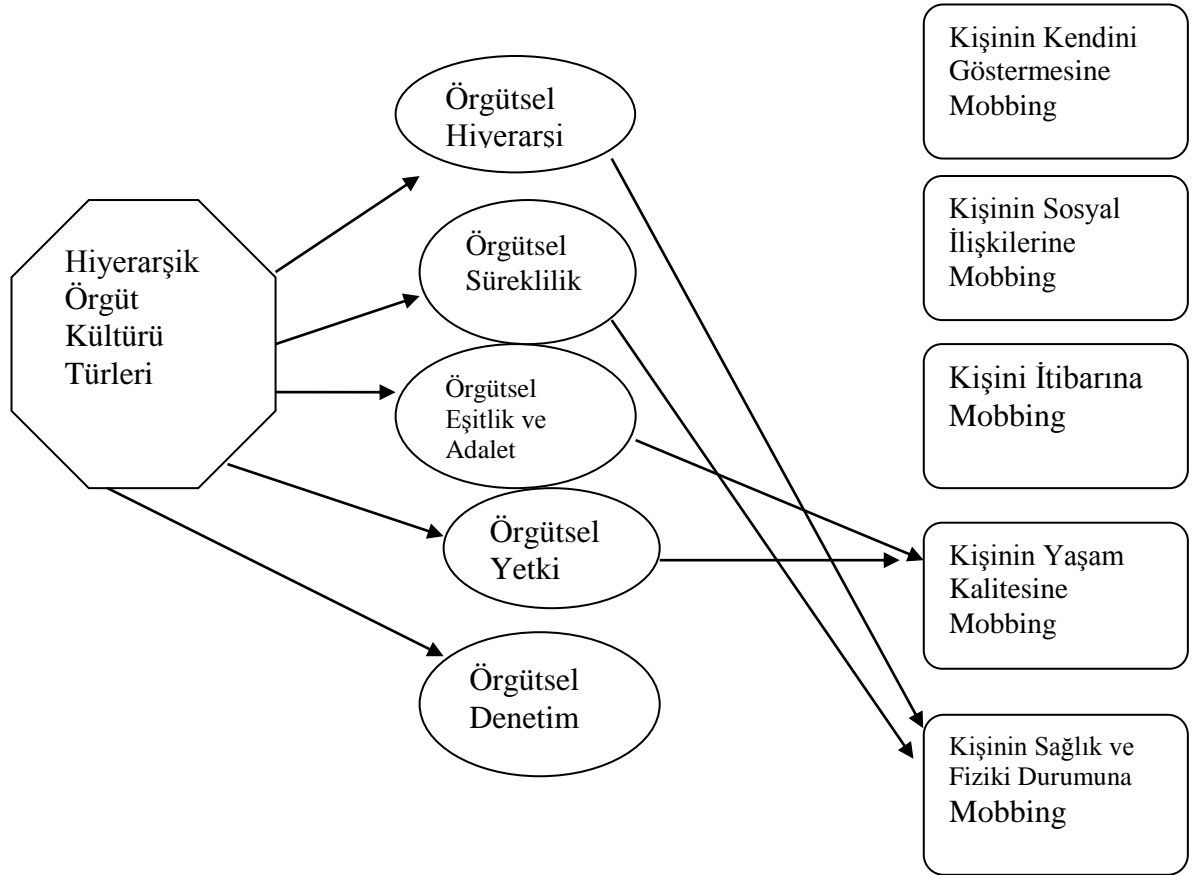 Hiyerarşik
Örgüt
Kültürü
Türleri
Örgütsel
Hiyerarşi
Örgütsel
Süreklilik
Örgütsel
Eşitlik ve
Adalet
Örgütsel
Yetki
Örgütsel
Denetim
Kişinin Kendini
Göstermesine
Mobbing
Kişinin Sosyal
İlişkilerine
Mobbing
Kişini İtibarına
Mobbing
Kişinin Yaşam
Kalitesine
Mobbing
Kişinin Sağlık ve
Fiziki Durumuna
Mobbing